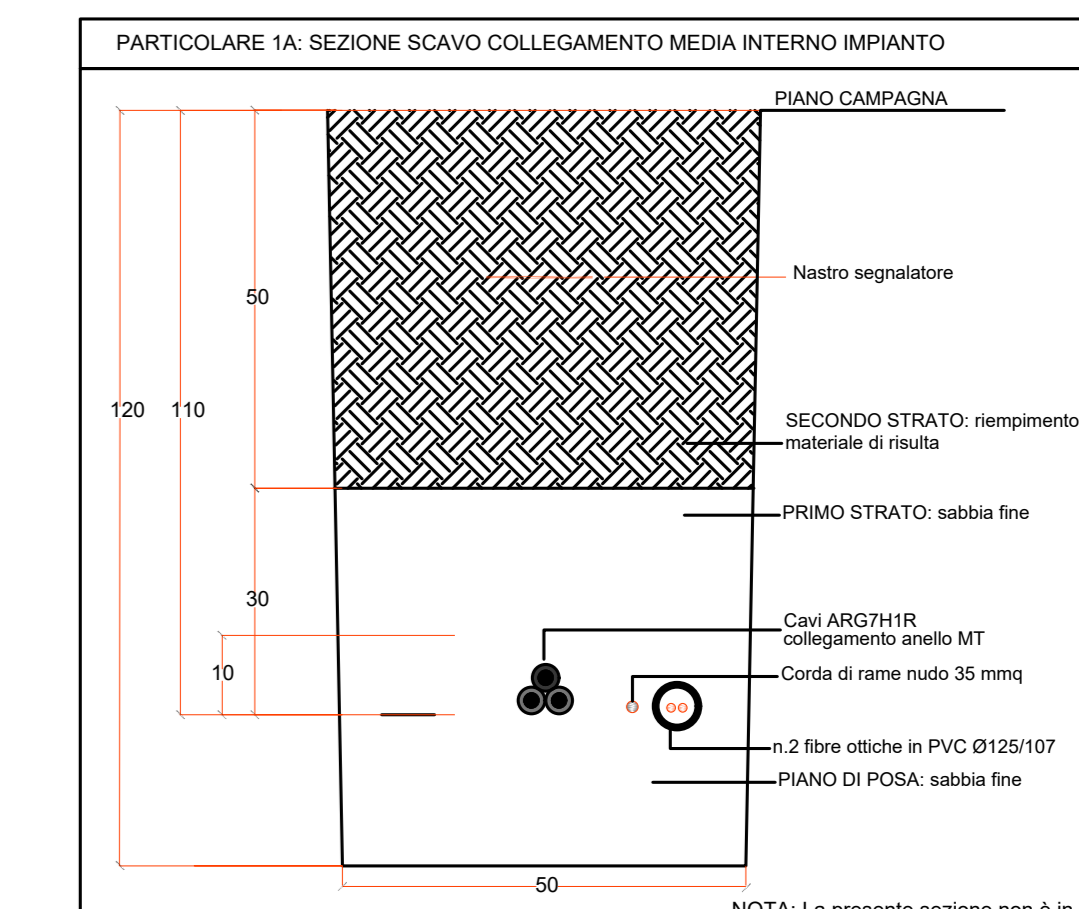 PARTICOLARE 1A: SEZIONE SCAVO COLLEGAMENTO MEDIA INTERNO IMPIANTO
PIANO CAMPAGNA
Nastro segnalatore
50
120
110
SECONDO STRATO: riempimento
materiale di risulta
PRIMO STRATO: sabbia fine
30
Cavi ARG7H1R
collegamento anello MT
10
Corda di rame nudo 35 mmq
n.2 fibre ottiche in PVC Ø125/107
PIANO DI POSA: sabbia fine
50
NOTA: La presente sezione non è in